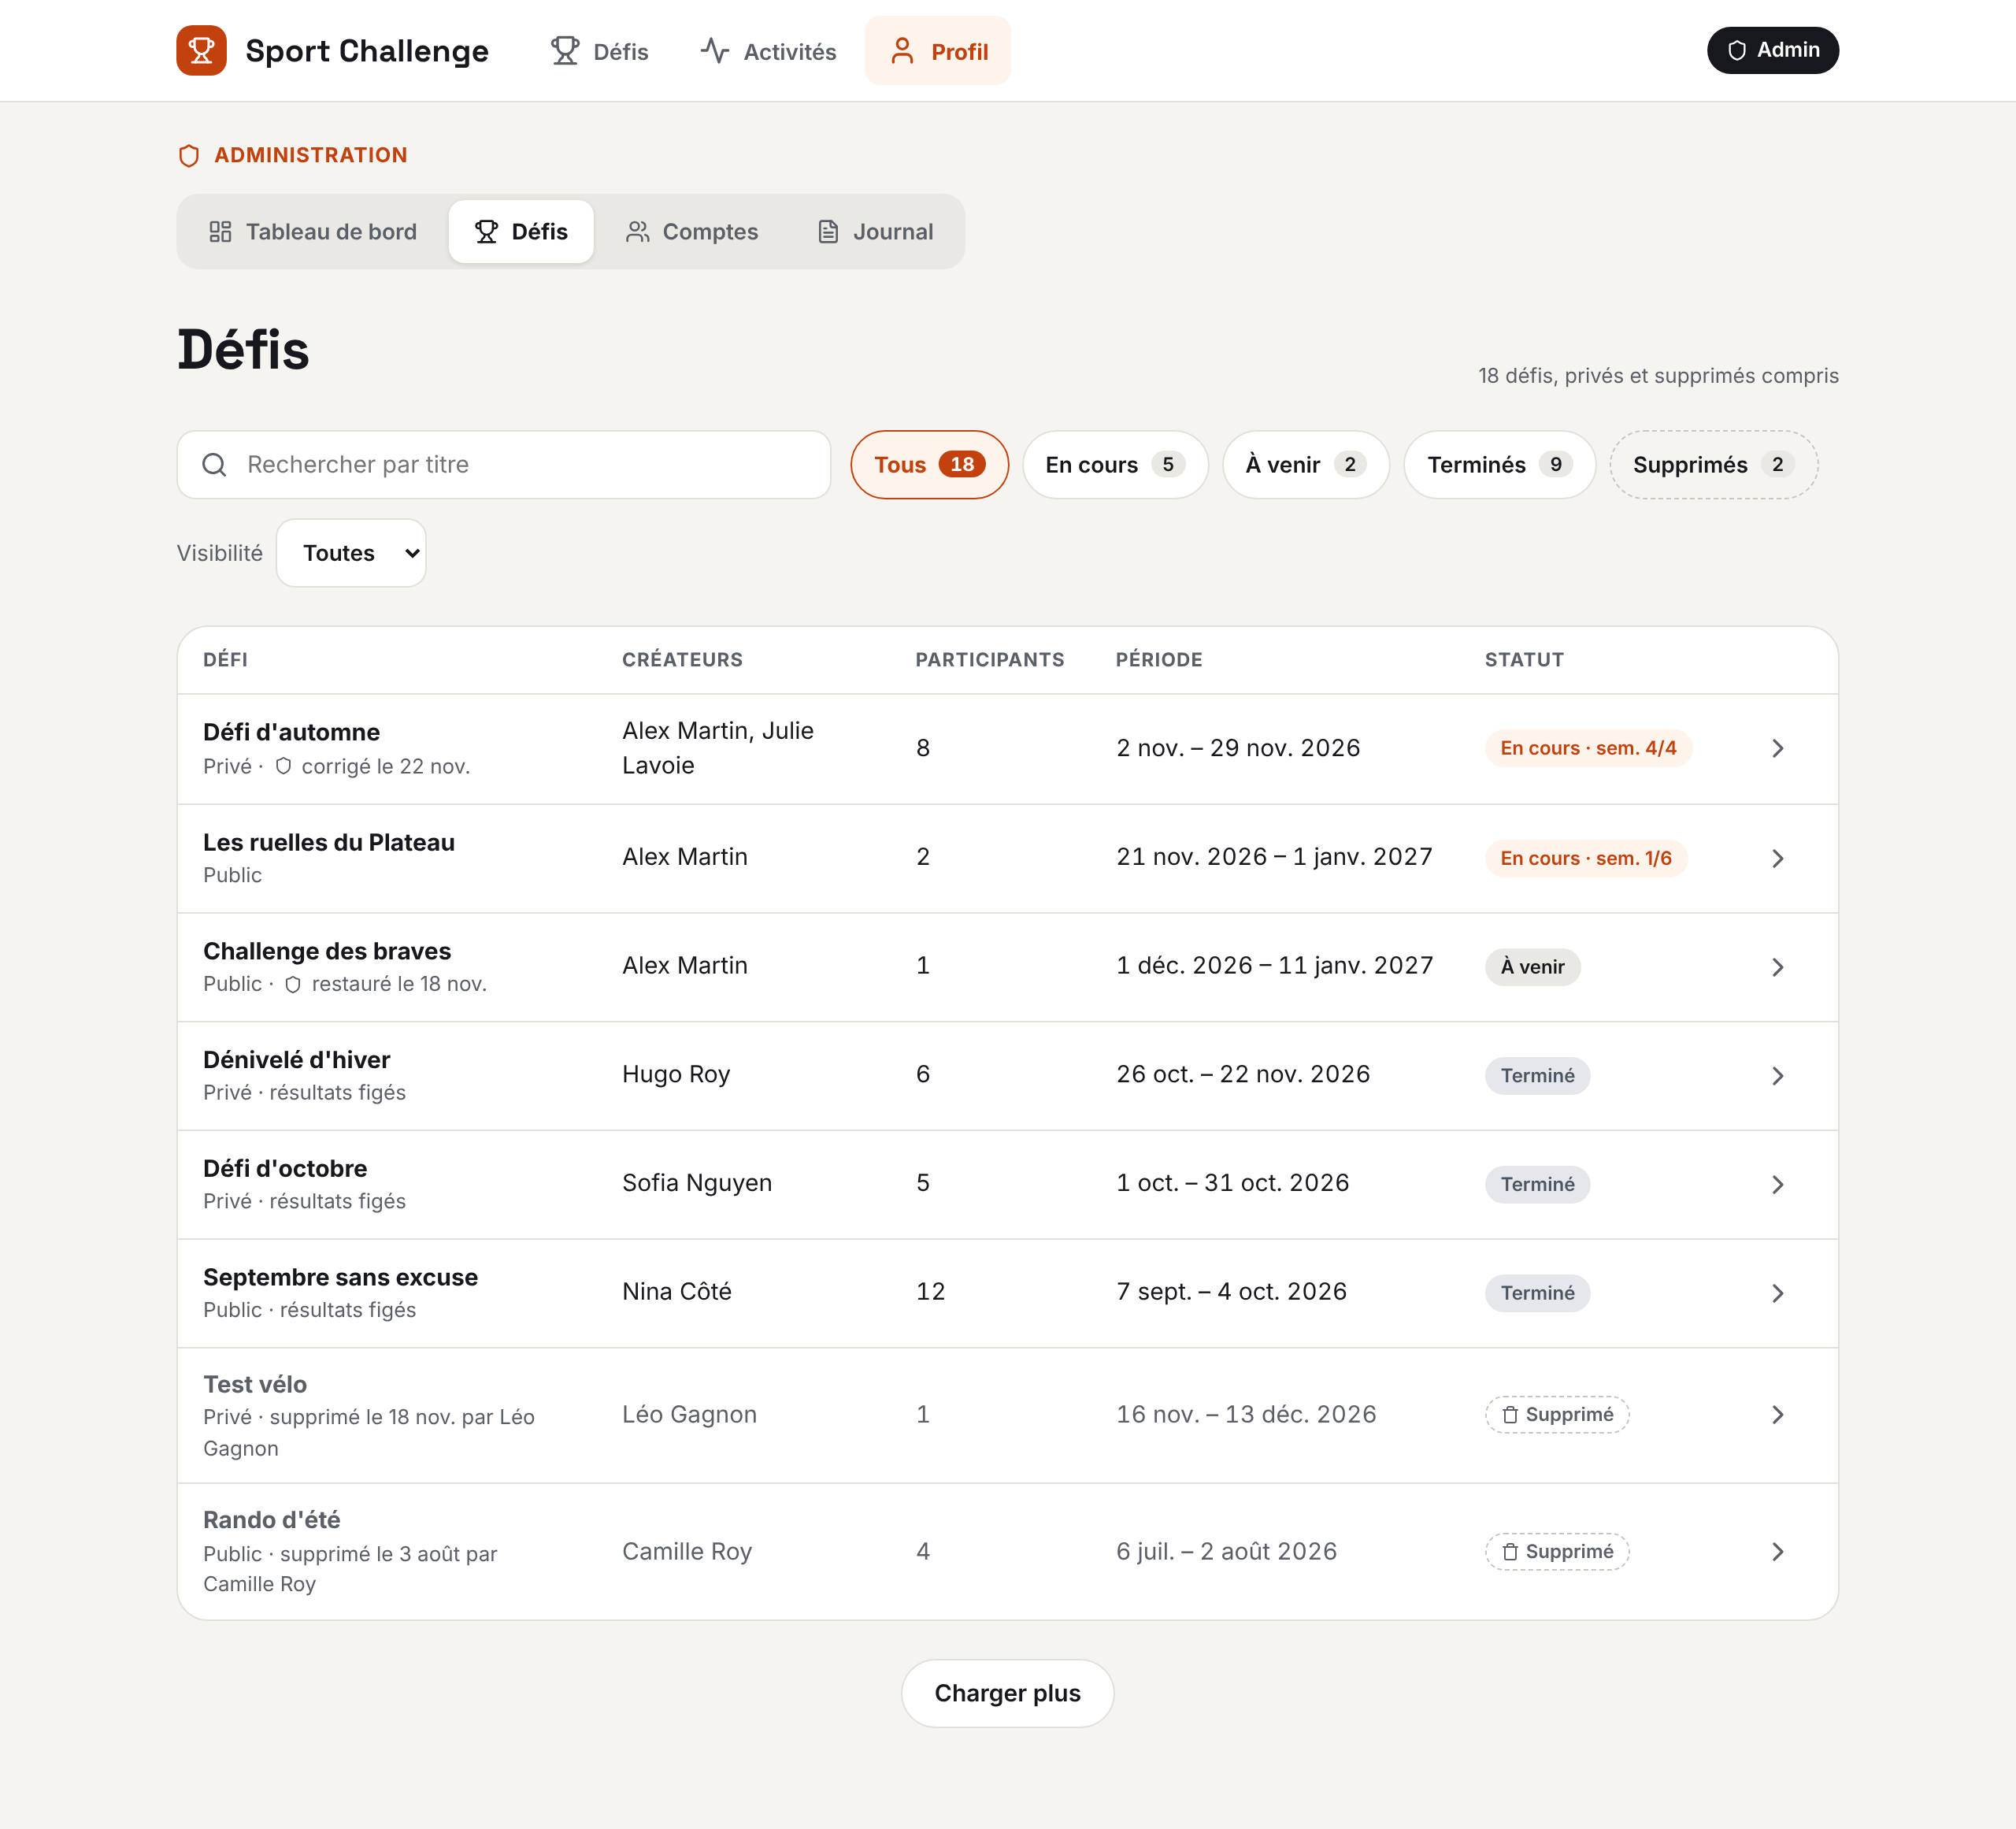 Sport Challenge
Défis
Activités
Profil
Admin
ADMINISTRATION
Tableau de bord
Défis
Comptes
Journal
Défis
18 défis, privés et supprimés compris
Rechercher par titre
Tous 18
En cours 5
À venir 2
Terminés 9
Supprimés 2
Visibilité
Toutes
DÉFI CRÉATEURS PARTICIPANTS PÉRIODE STATUT
Défi d'automne
Privé · corrigé le 22 nov.
Alex Martin, Julie
Lavoie
8
2 nov. – 29 nov. 2026
En cours · sem. 4/4
Les ruelles du Plateau
Public
Alex Martin
2
21 nov. 2026 – 1 janv. 2027
En cours · sem. 1/6
Challenge des braves
Public · restauré le 18 nov.
Alex Martin
1
1 déc. 2026 – 11 janv. 2027
À venir
Dénivelé d'hiver
Privé · résultats figés
Hugo Roy
6
26 oct. – 22 nov. 2026
Terminé
Défi d'octobre
Privé · résultats figés
Sofia Nguyen
5
1 oct. – 31 oct. 2026
Terminé
Septembre sans excuse
Public · résultats figés
Nina Côté
12
7 sept. – 4 oct. 2026
Terminé
Test vélo
Privé · supprimé le 18 nov. par Léo
Gagnon
Léo Gagnon
1
16 nov. – 13 déc. 2026
Supprimé
Rando d'été
Public · supprimé le 3 août par
Camille Roy
Camille Roy
4
6 juil. – 2 août 2026
Supprimé
Charger plus